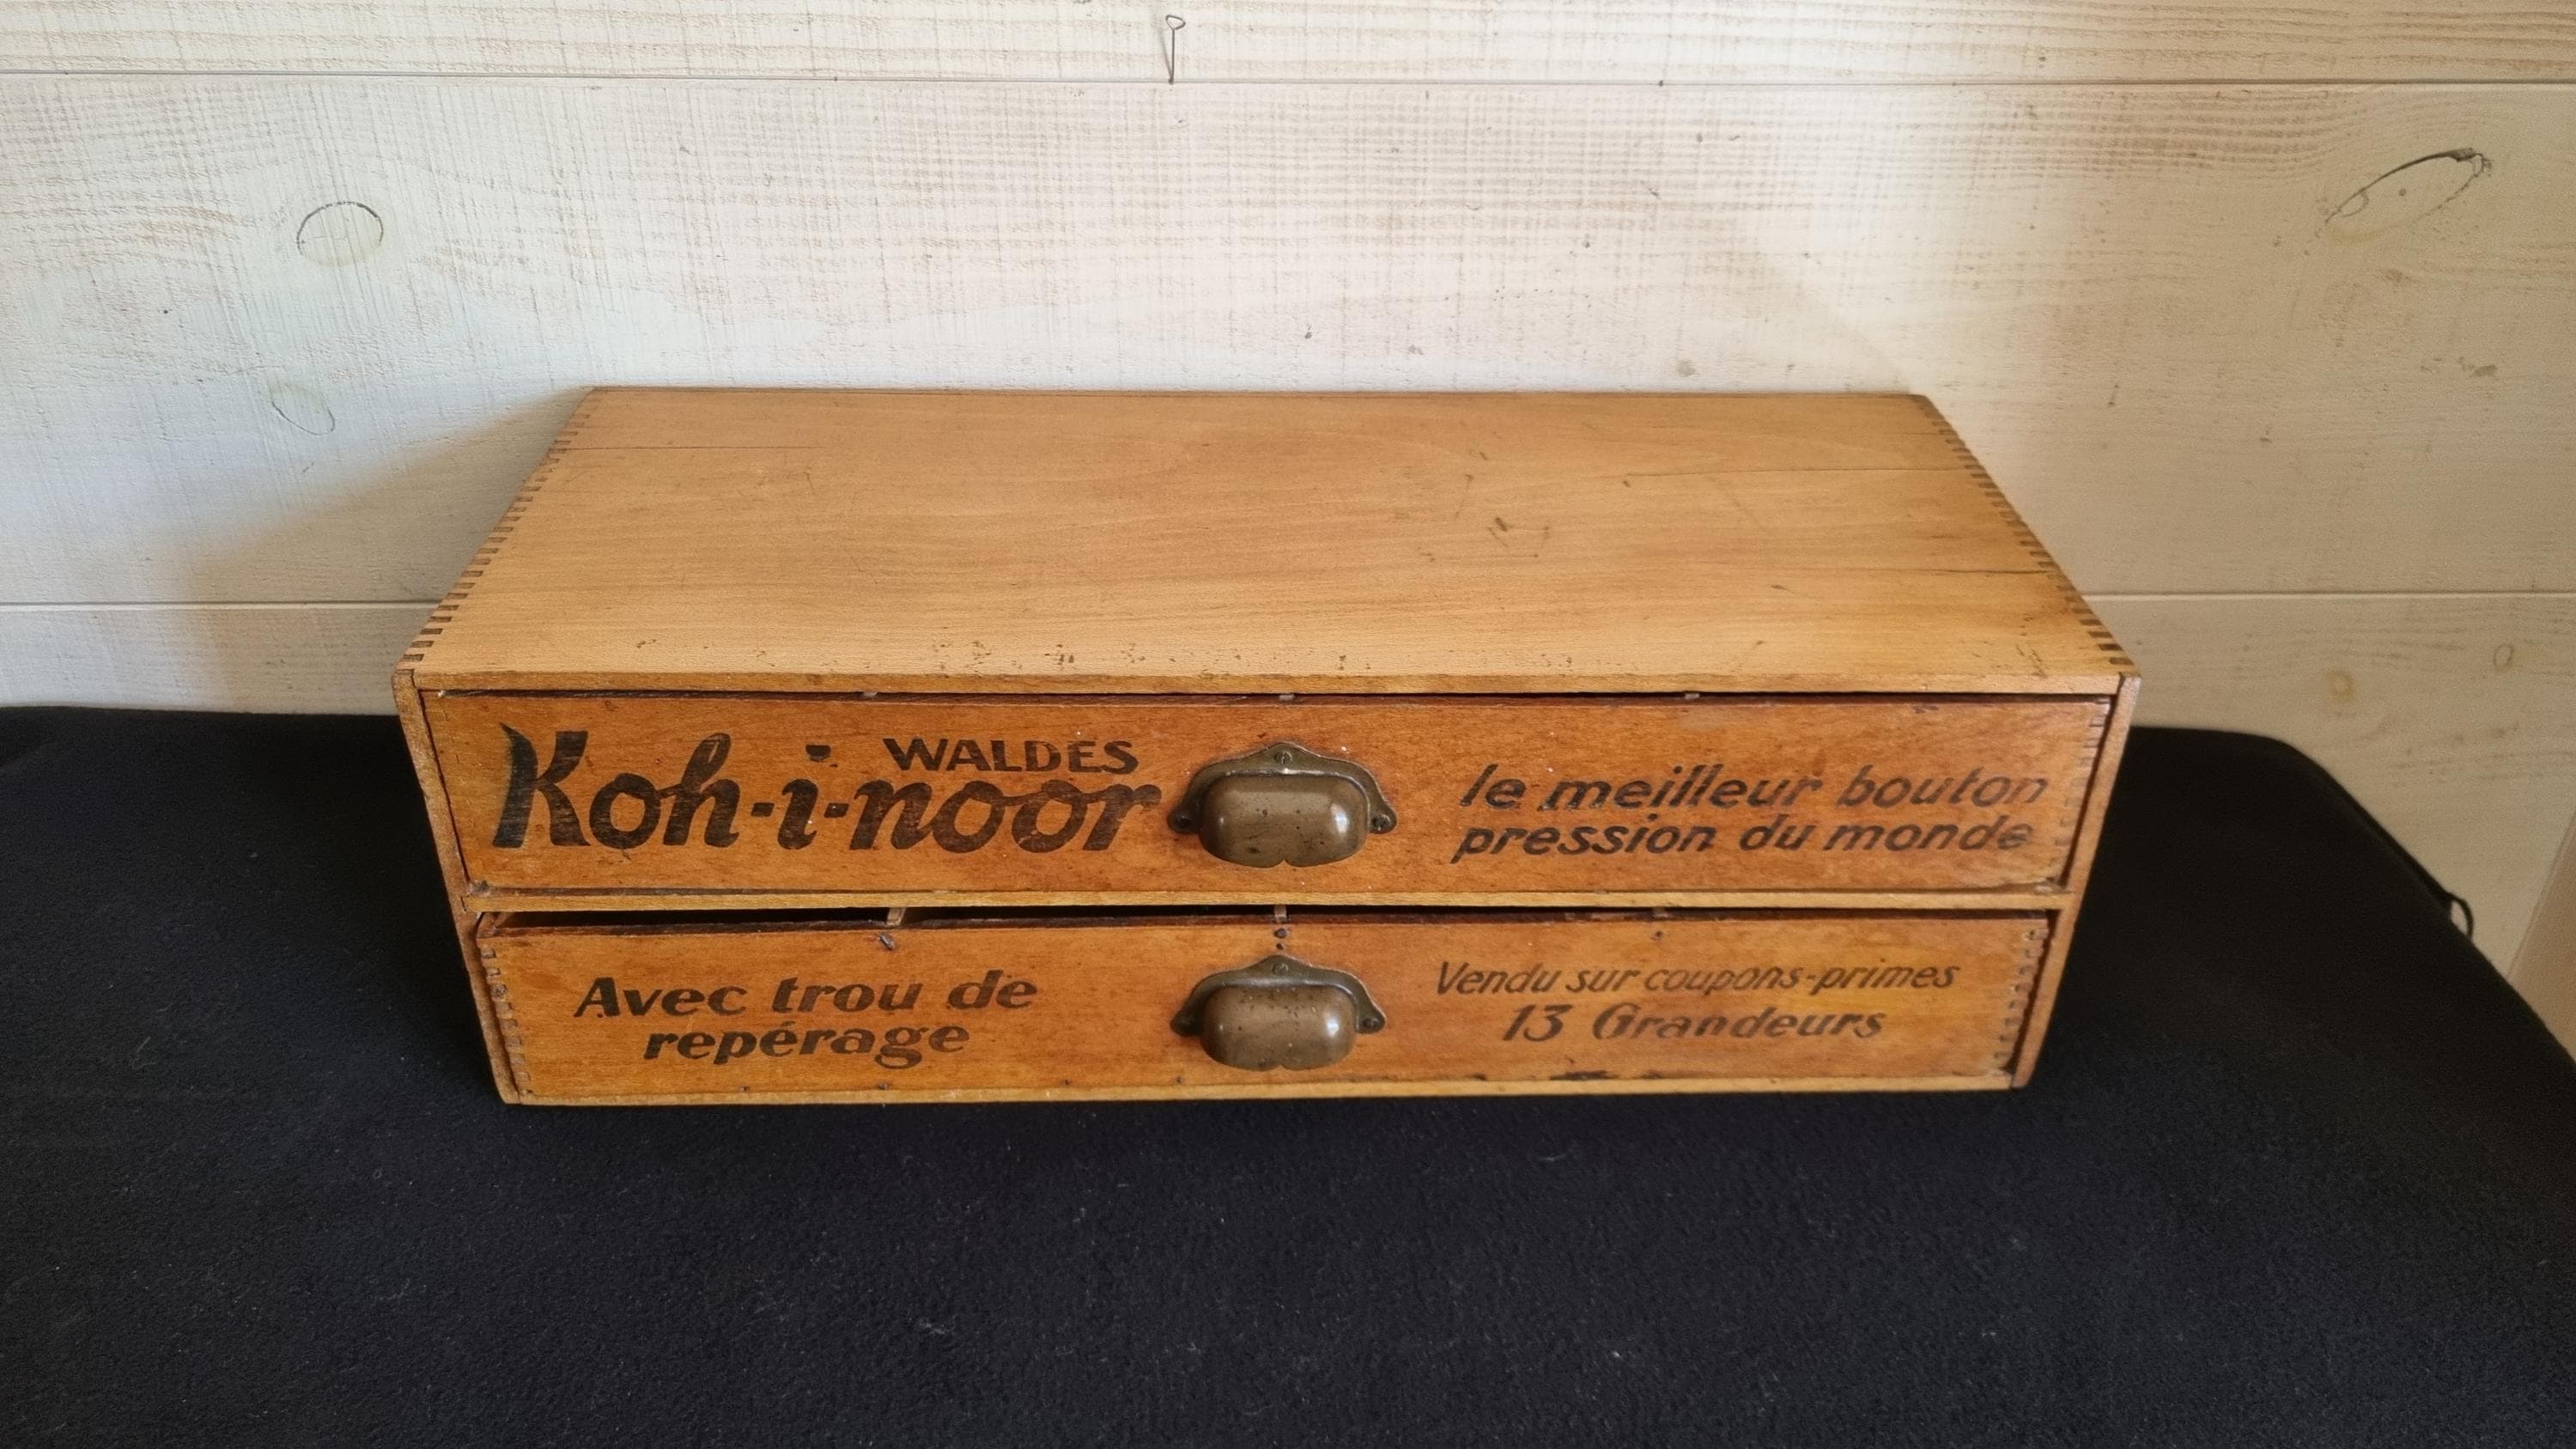 WALDES
Koh-i-noor
le meilleur bouton
pression du monde
Avec trou de
repérage
Vendu sur coupons-primes
13 Grandeurs